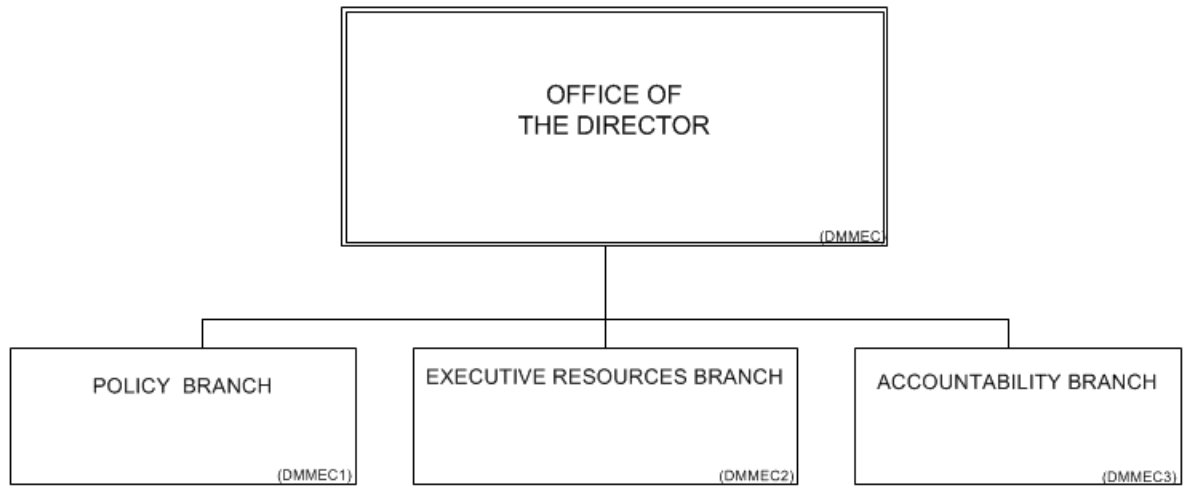 OFFICE OF
THE DIRECTOR
(DMMEC)
POLICY BRANCH
(DMMEC1)
EXECUTIVE RESOURCES BRANCH
(DMMEC2)
ACCOUNTABILITY BRANCH
(DMMEC3)